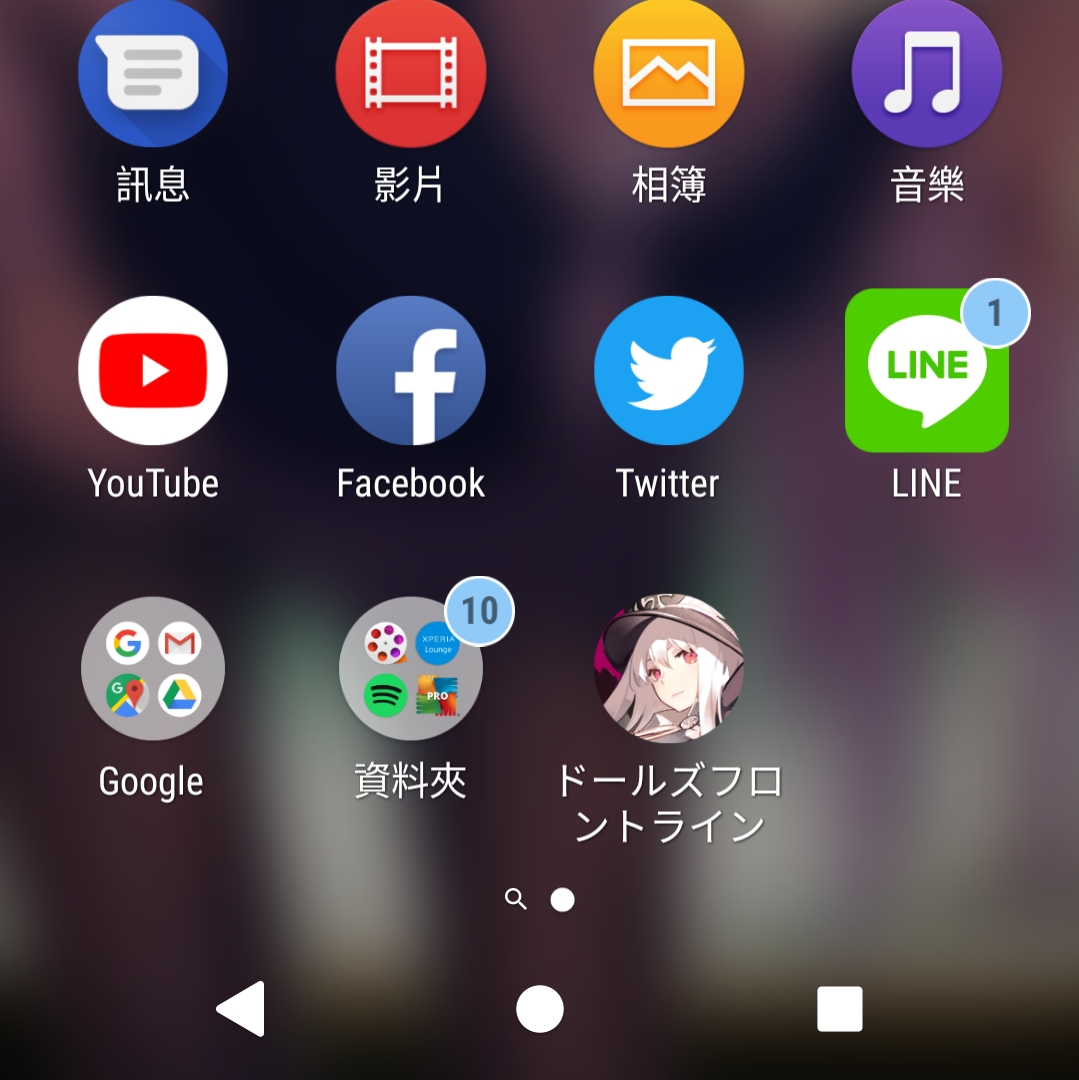 訊息
影片
相簿
音樂
1
LINE
YouTube
Facebook
Twitter
LINE
10
XPERIA
Lounge
G
PRO
Google
資料夾
ドールズフロ
ントライン